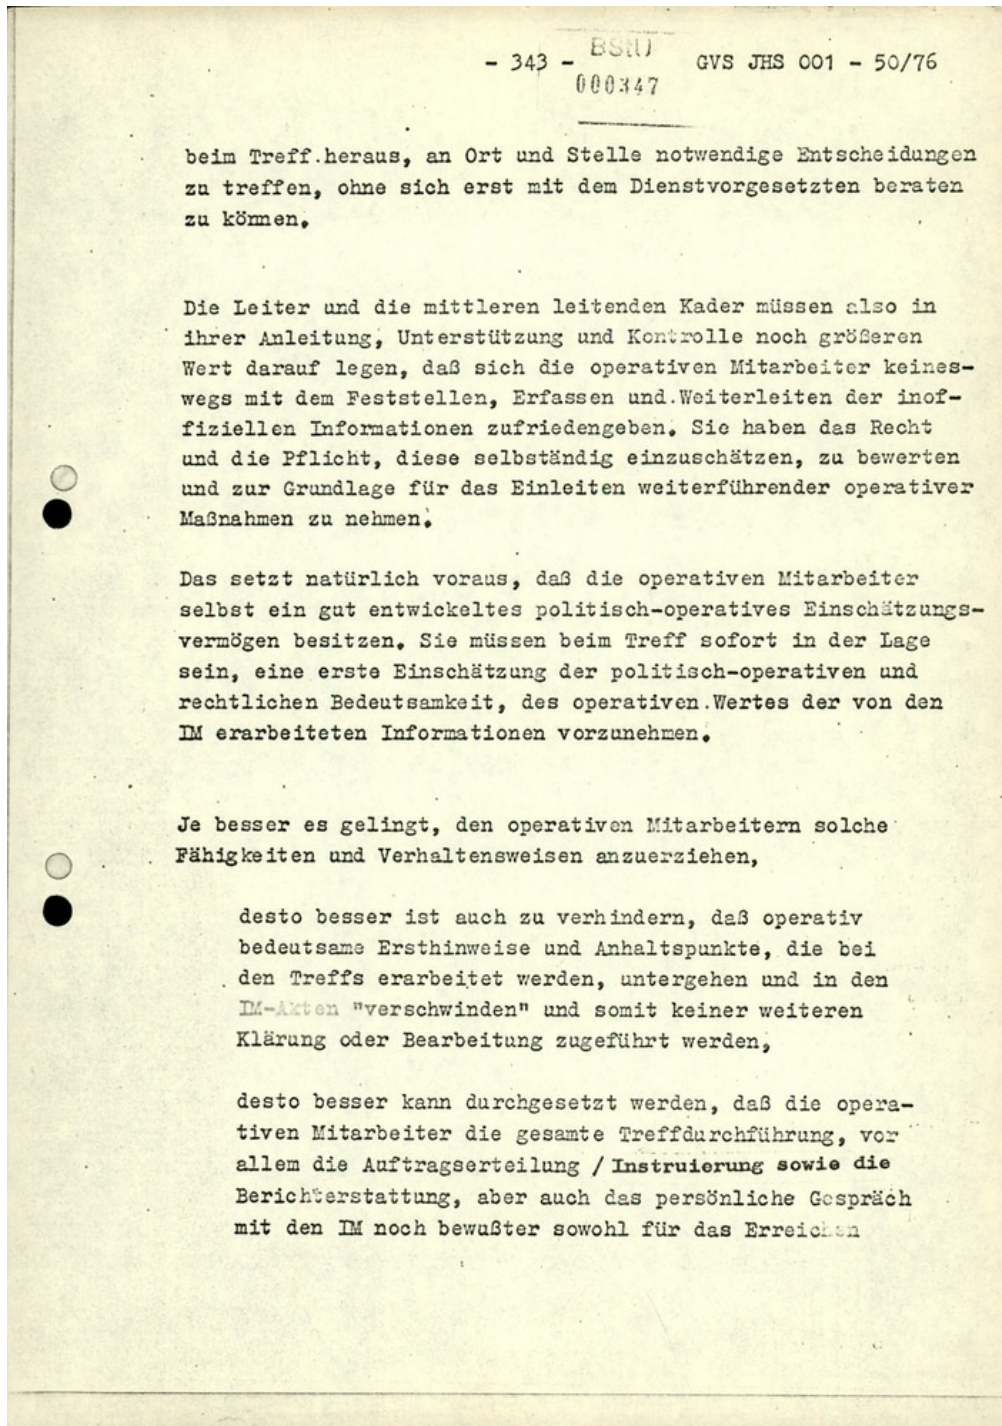 - 343 - BStU GVS JHS 001 - 50/76
000347
beim Treff heraus, an Ort und Stelle notwendige Entscheidungen
zu treffen, ohne sich erst mit dem Dienstvorgesetzten beraten
zu können.
Die Leiter und die mittleren leitenden Kader müssen also in
ihrer Anleitung, Unterstützung und Kontrolle noch größeren
Wert darauf legen, daß sich die operativen Mitarbeiter keines-
wegs mit dem Feststellen, Erfassen und Weiterleiten der inof-
fiziellen Informationen zufriedengeben. Sie haben das Recht
und die Pflicht, diese selbständig einzuschätzen, zu bewerten
und zur Grundlage für das Einleiten weiterführender operativer
Maßnahmen zu nehmen.
Das setzt natürlich voraus, daß die operativen Mitarbeiter
selbst ein gut entwickeltes politisch-operatives Einschätzungs-
vermögen besitzen. Sie müssen beim Treff sofort in der Lage
sein, eine erste Einschätzung der politisch-operativen und
rechtlichen Bedeutsamkeit, des operativen Wertes der von den
IM erarbeiteten Informationen vorzunehmen.
Je besser es gelingt, den operativen Mitarbeitern solche
Fähigkeiten und Verhaltensweisen anzuerziehen,
desto besser ist auch zu verhindern, daß operativ
bedeutsame Ersthinweise und Anhaltspunkte, die bei
den Treffs erarbeitet werden, untergehen und in den
IM-Akten "verschwinden" und somit keiner weiteren
Klärung oder Bearbeitung zugeführt werden,
desto besser kann durchgesetzt werden, daß die opera-
tiven Mitarbeiter die gesamte Treffdurchführung, vor
allem die Auftragserteilung / Instruierung sowie die
Berichterstattung, aber auch das persönliche Gespräch
mit den IM noch bewußter sowohl für das Erreichen